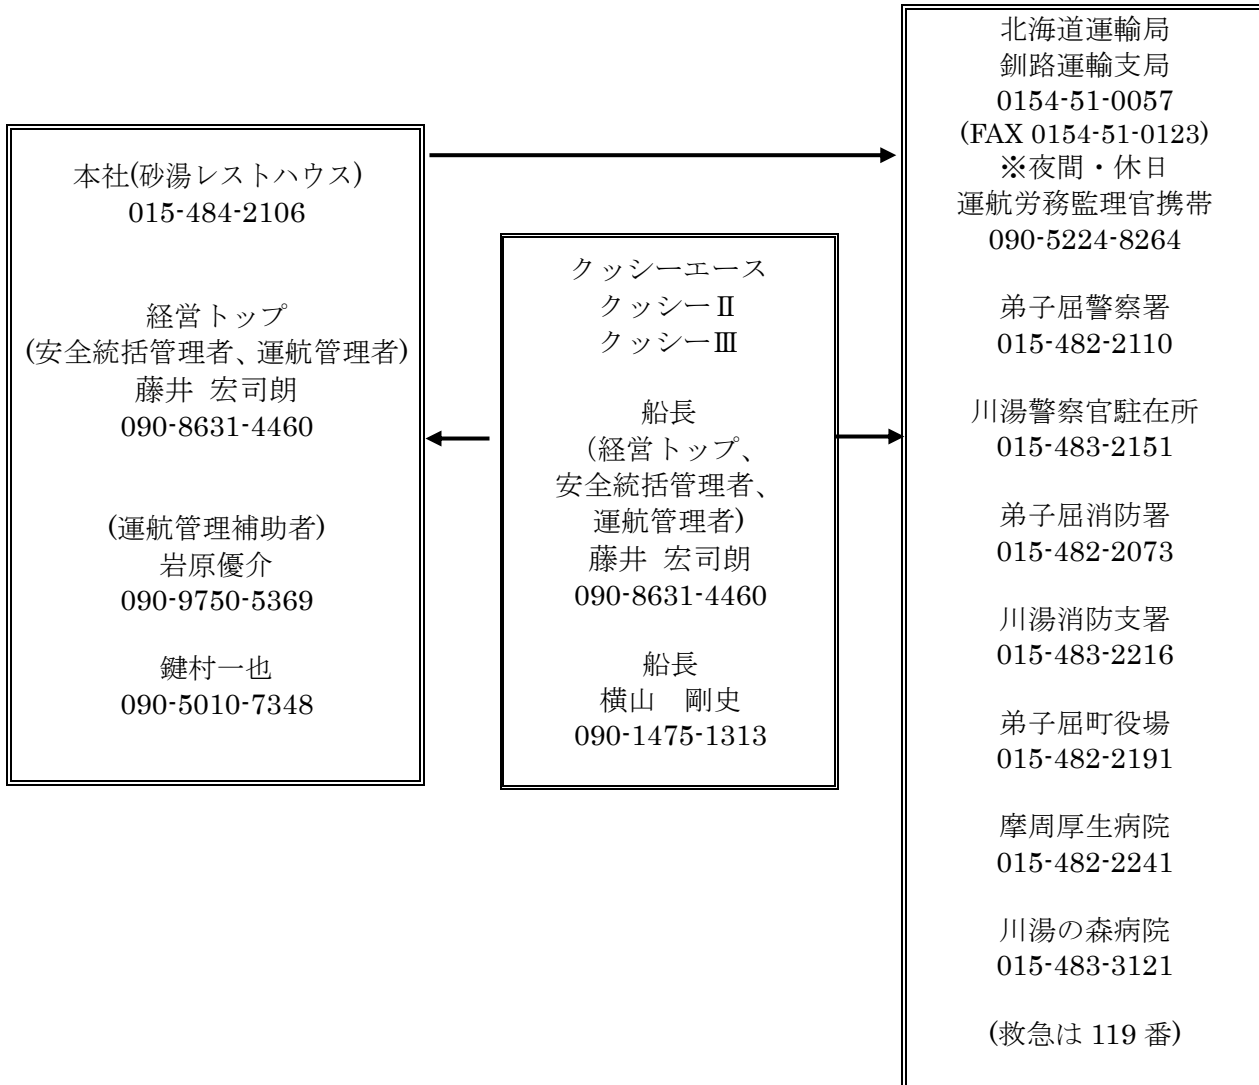 本社(砂湯レストハウス)
015-484-2106
経営トップ
(安全統括管理者、運航管理者)
藤井 宏司朗
090-8631-4460
(運航管理補助者)
岩原優介
090-9750-5369
鍵村一也
090-5010-7348
クッシーエース
クッシーⅡ
クッシーⅢ
船長
(経営トップ、
安全統括管理者、
運航管理者)
藤井 宏司朗
090-8631-4460
船長
横山 剛史
090-1475-1313
北海道運輸局
釧路運輸支局
0154-51-0057
(FAX 0154-51-0123)
※夜間・休日
運航労務監理官携帯
090-5224-8264
弟子屈警察署
015-482-2110
川湯警察官駐在所
015-483-2151
弟子屈消防署
015-482-2073
川湯消防支署
015-483-2216
弟子屈町役場
015-482-2191
摩周厚生病院
015-482-2241
川湯の森病院
015-483-3121
(救急は 119 番)